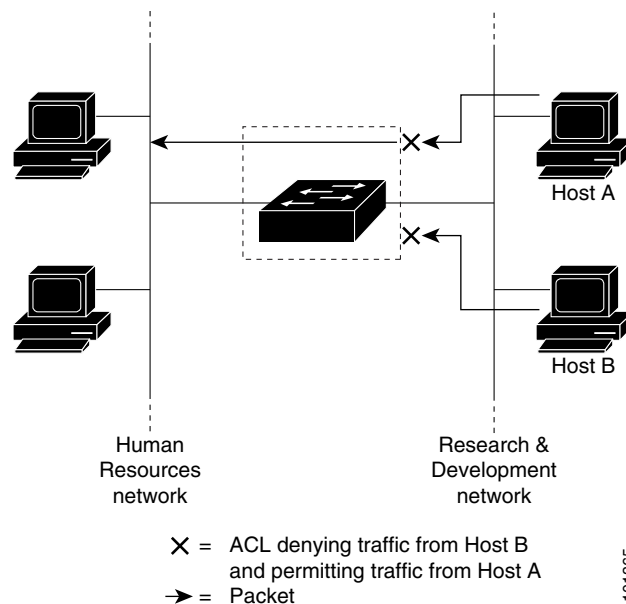 Host A
Host B
Human
Resources
network
Research &
Development
network
X = ACL denying traffic from Host B
and permitting traffic from Host A
= Packet